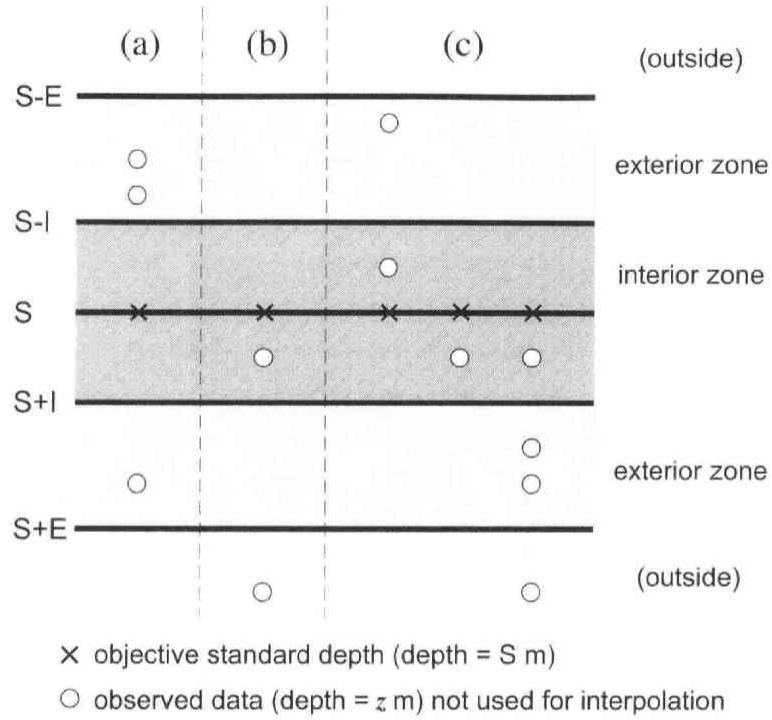 (a) (b) (c) (outside)
S-E
exterior zone
S-I
interior zone
S
S+I
exterior zone
S+E
(outside)
× objective standard depth (depth = S m)
○ observed data (depth = z m) not used for interpolation